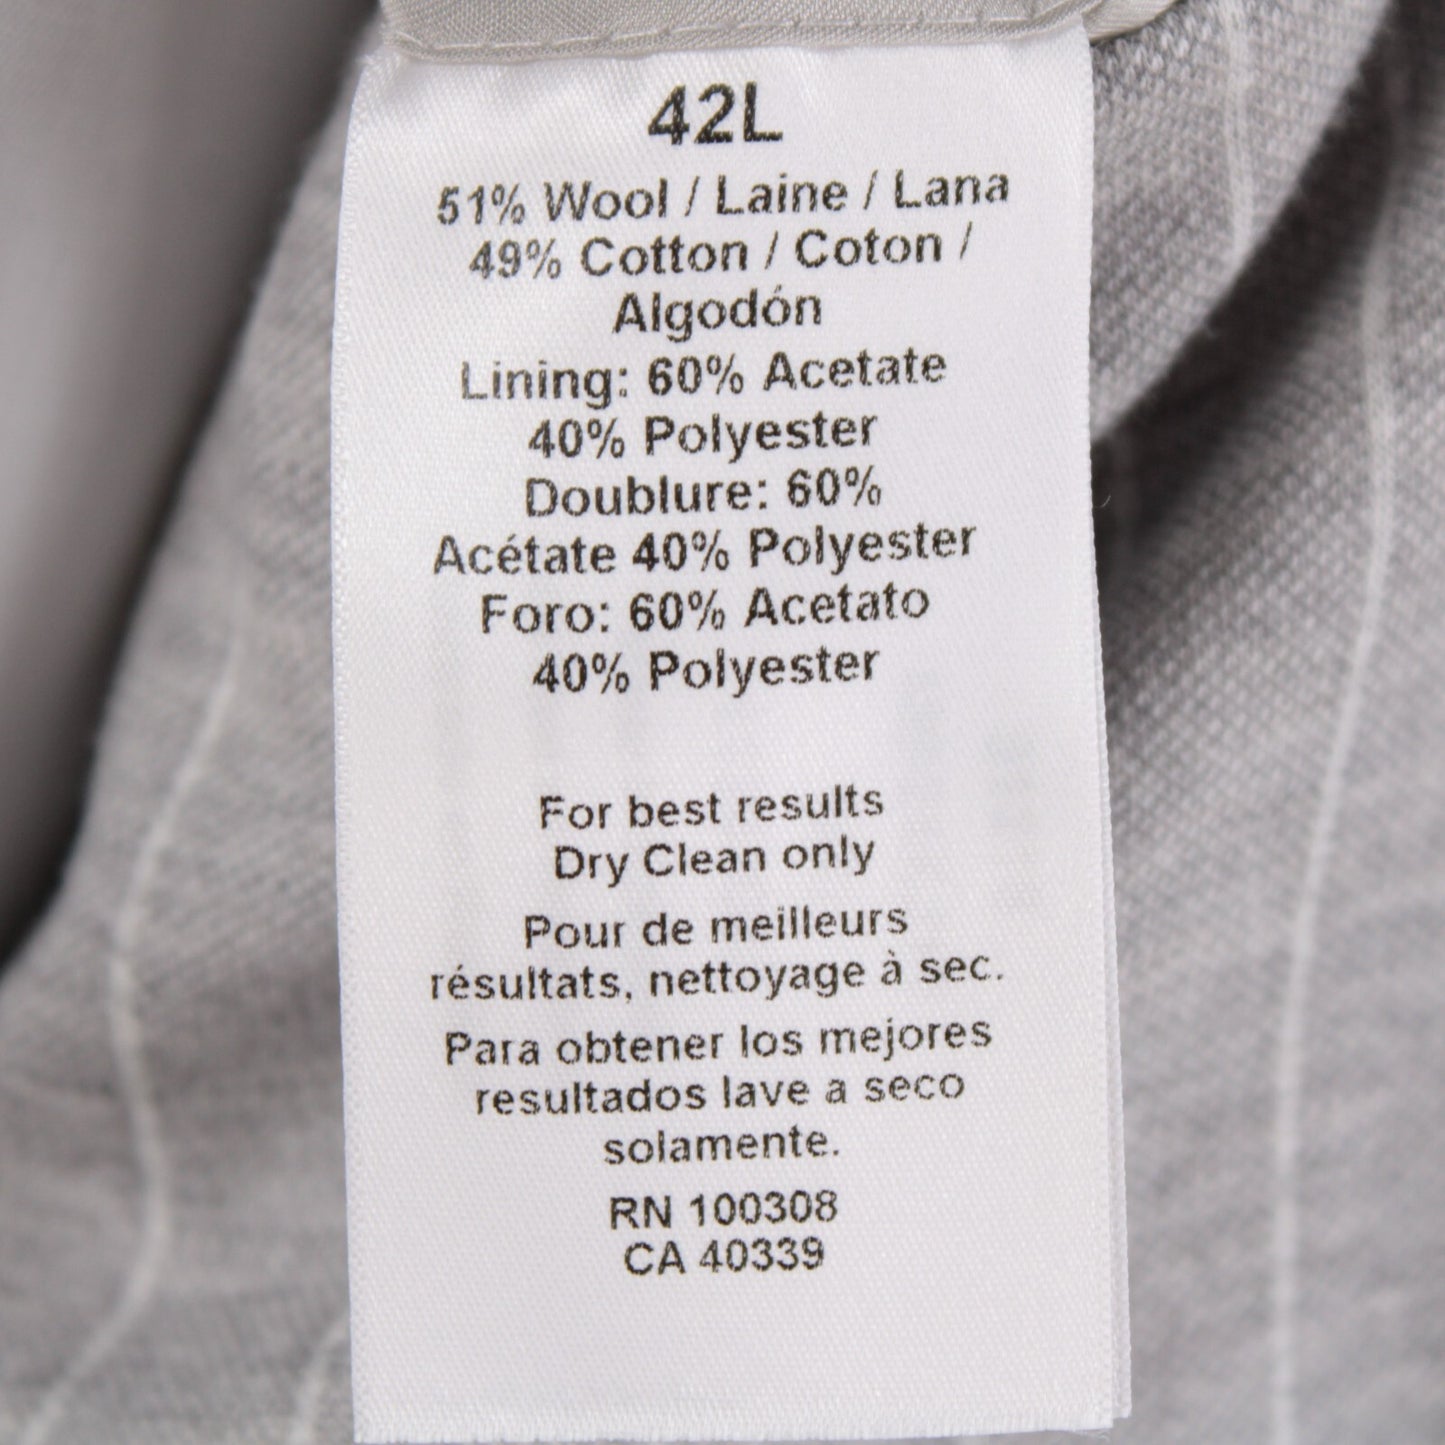 42L
51% Wool / Laine / Lana
49% Cotton / Coton /
Algodón
Lining: 60% Acetate
40% Polyester
Doublure: 60%
Acétate 40% Polyester
Foro: 60% Acetato
40% Polyester
For best results
Dry Clean only
Pour de meilleurs
résultats, nettoyage à sec.
Para obtener los mejores
resultados lave a seco
solamente.
RN 100308
CA 40339